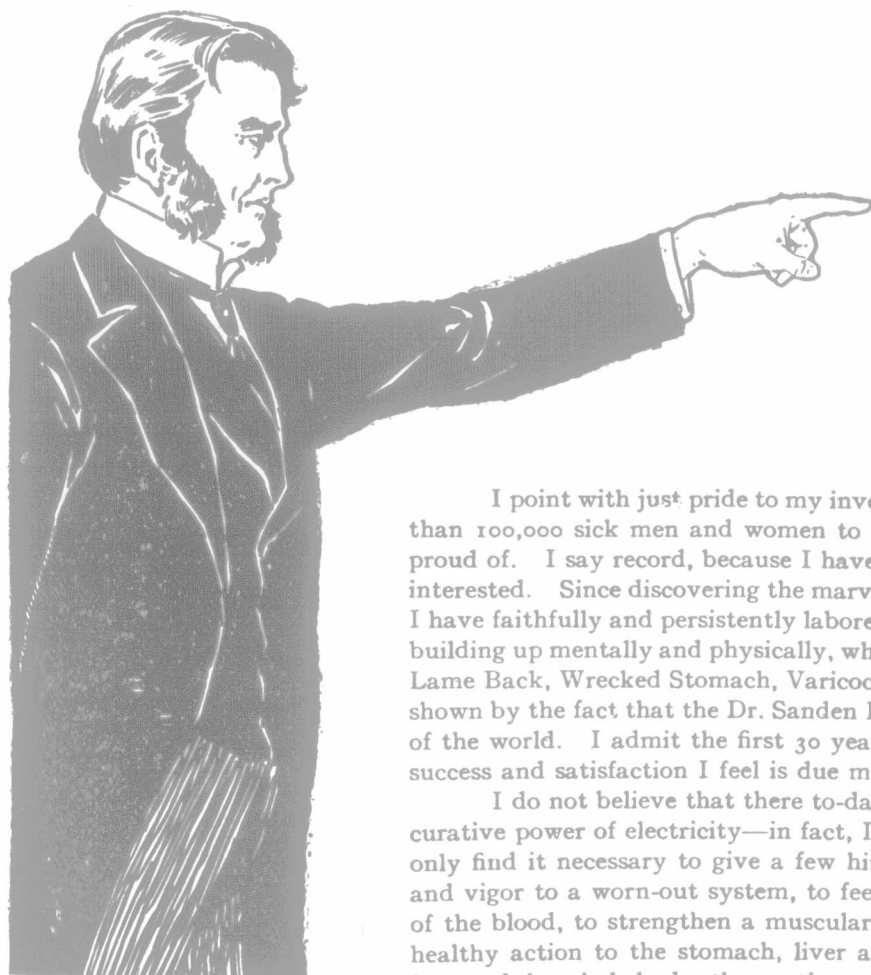 I point with just pride to my inve
than 100,000 sick men and women to
proud of. I say record, because I have
interested. Since discovering the marv
I have faithfully and persistently labore
building up mentally and physically, wh
Lame Back, Wrecked Stomach, Varicoc
shown by the fact that the Dr. Sanden
of the world. I admit the first 30 yea
success and satisfaction I feel is due m
I do not believe that there to-da
curative power of electricity—in fact, I
only find it necessary to give a few hi
and vigor to a worn-out system, to fee
of the blood, to strengthen a muscular
healthy action to the stomach, liver a